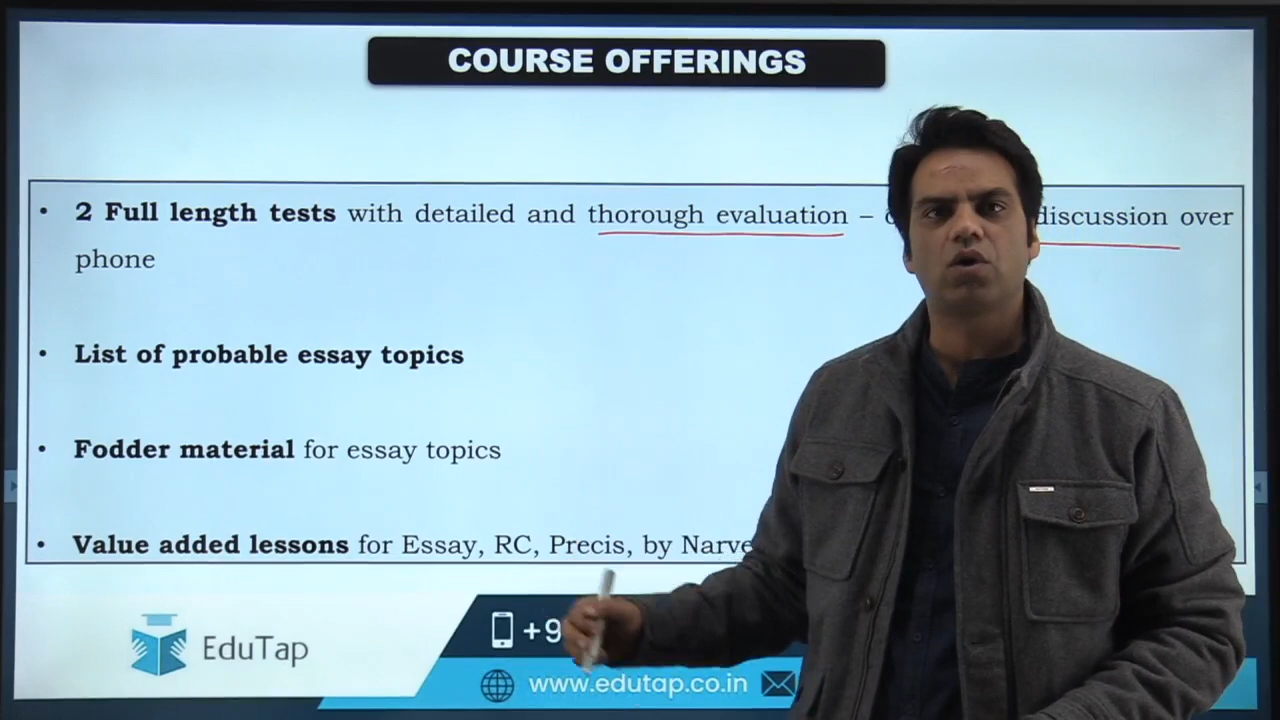 COURSE OFFERINGS
• 2 Full length tests with detailed and thorough evaluation – discussion over
phone
• List of probable essay topics
• Fodder material for essay topics
• Value added lessons for Essay, RC, Precis, by
EduTap
+9
www.edutap.co.in